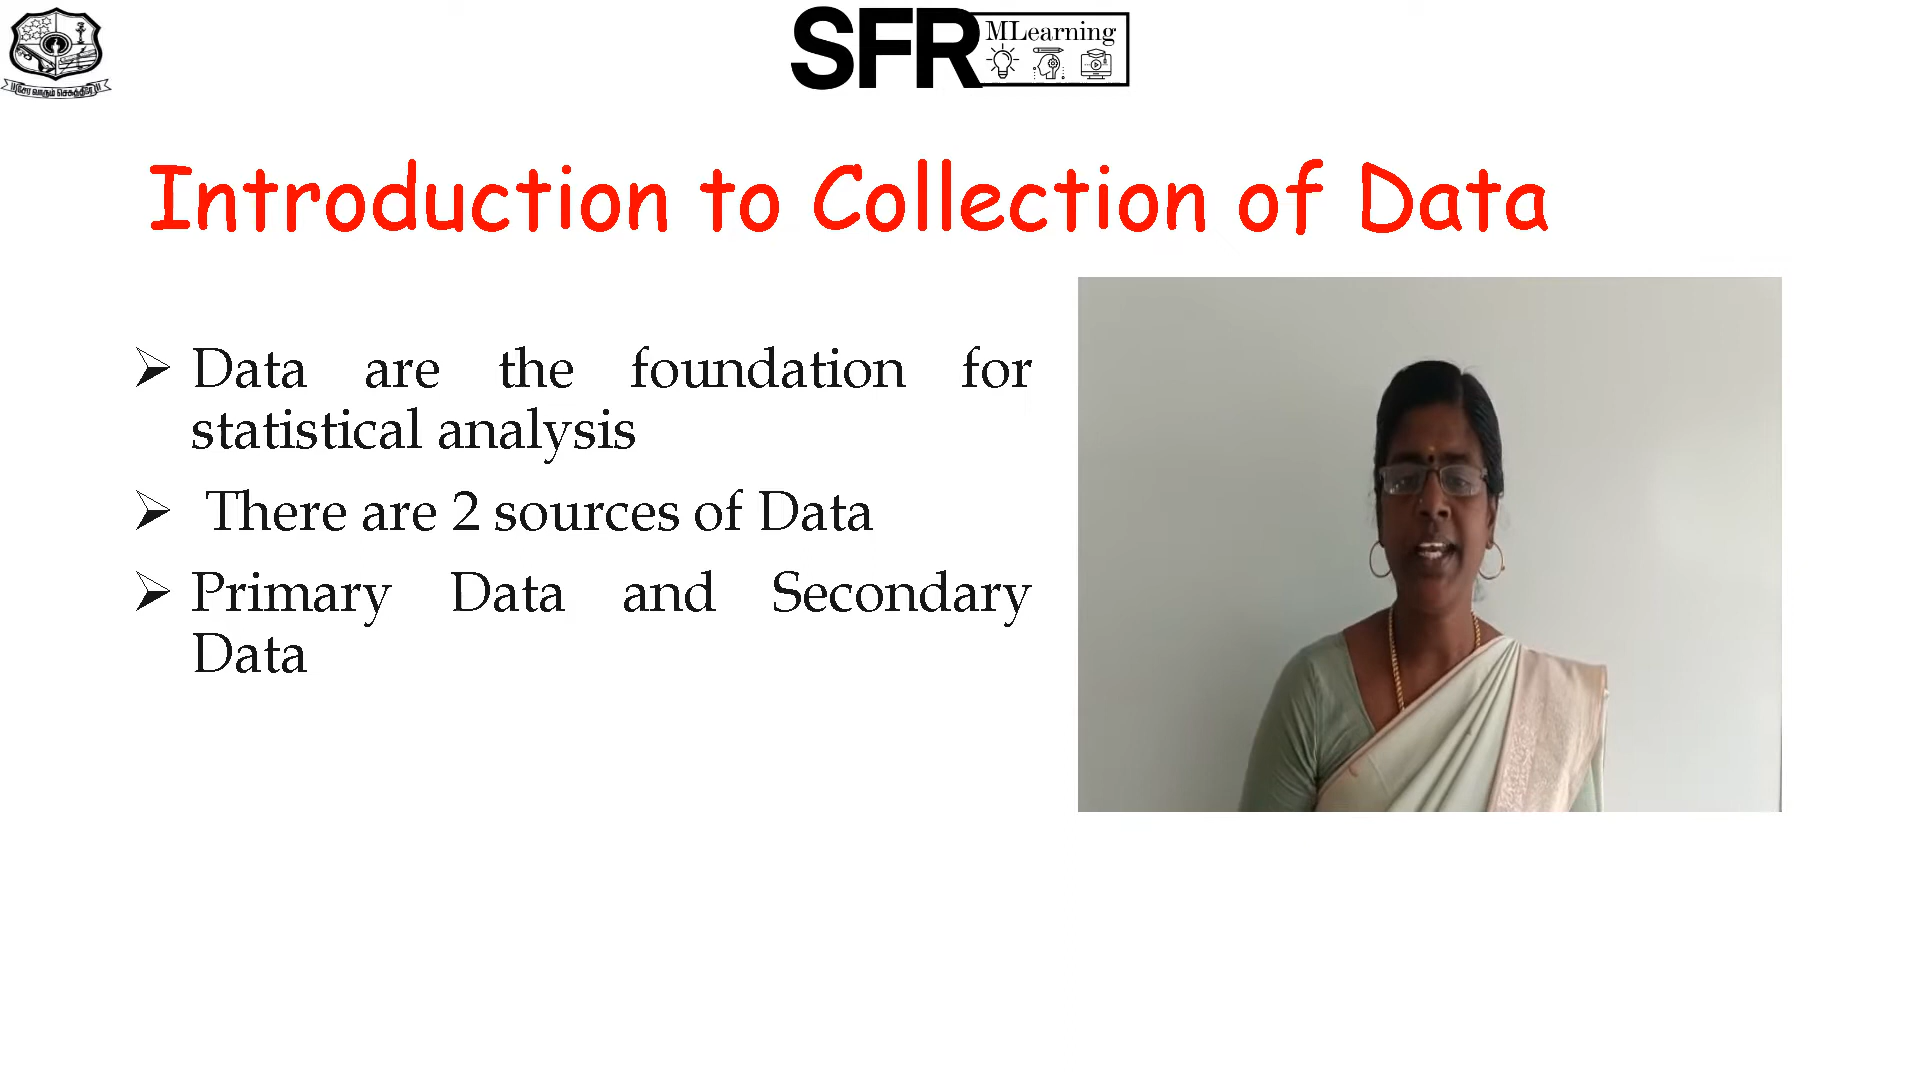 SFR
MLearning
Introduction to Collection of Data
Data are the foundation for
statistical analysis
There are 2 sources of Data
Primary Data and Secondary
Data